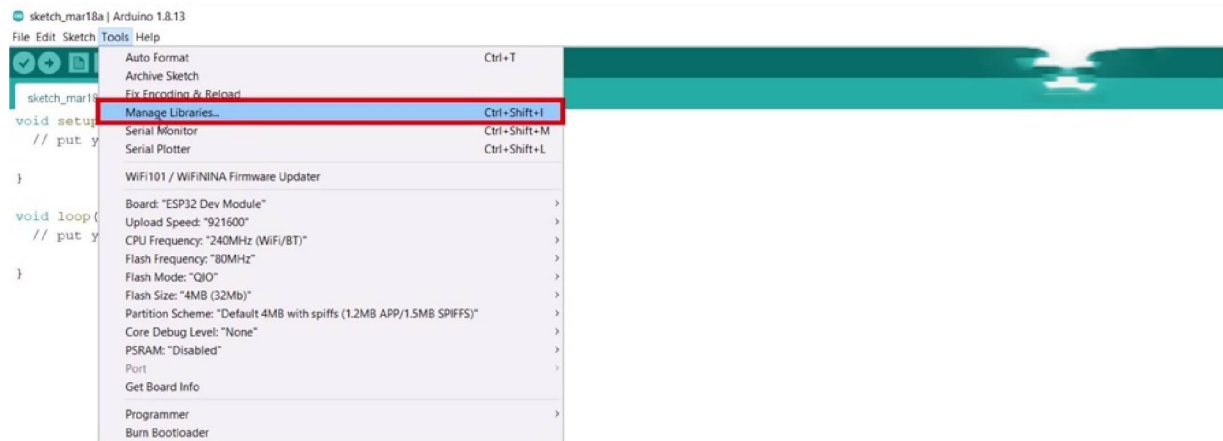 sketch_mar18a | Arduino 1.8.13
File Edit Sketch Tools Help
Auto Format Ctrl+T
Archive Sketch
Fix Encoding & Reload
sketch_mar18
Manage Libraries... Ctrl+Shift+I
void setup
Serial Monitor Ctrl+Shift+M
// put y
Serial Plotter Ctrl+Shift+L
}
WiFi101 / WiFiNINA Firmware Updater
Board: "ESP32 Dev Module"
void loop(
Upload Speed: "921600"
// put y
CPU Frequency: "240MHz (WiFi/BT)"
Flash Frequency: "80MHz"
}
Flash Mode: "QIO"
Flash Size: "4MB (32Mb)"
Partition Scheme: "Default 4MB with spiffs (1.2MB APP/1.5MB SPIFFS)"
Core Debug Level: "None"
PSRAM: "Disabled"
Port
Get Board Info
Programmer
Burn Bootloader